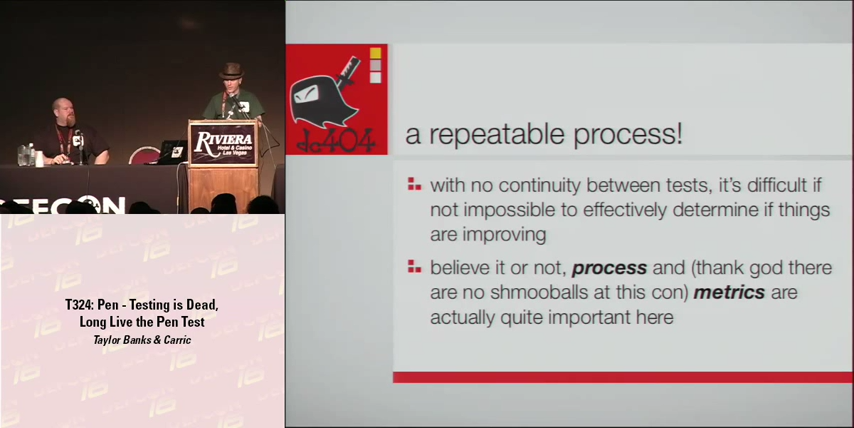 RIVIERA
Hotel & Casino
Las Vegas
DEFCON
T324: Pen - Testing is Dead,
Long Live the Pen Test
Taylor Banks & Carric
dc404
a repeatable process!
with no continuity between tests, it's difficult if
not impossible to effectively determine if things
are improving
believe it or not, process and (thank god there
are no shmooballs at this con) metrics are
actually quite important here